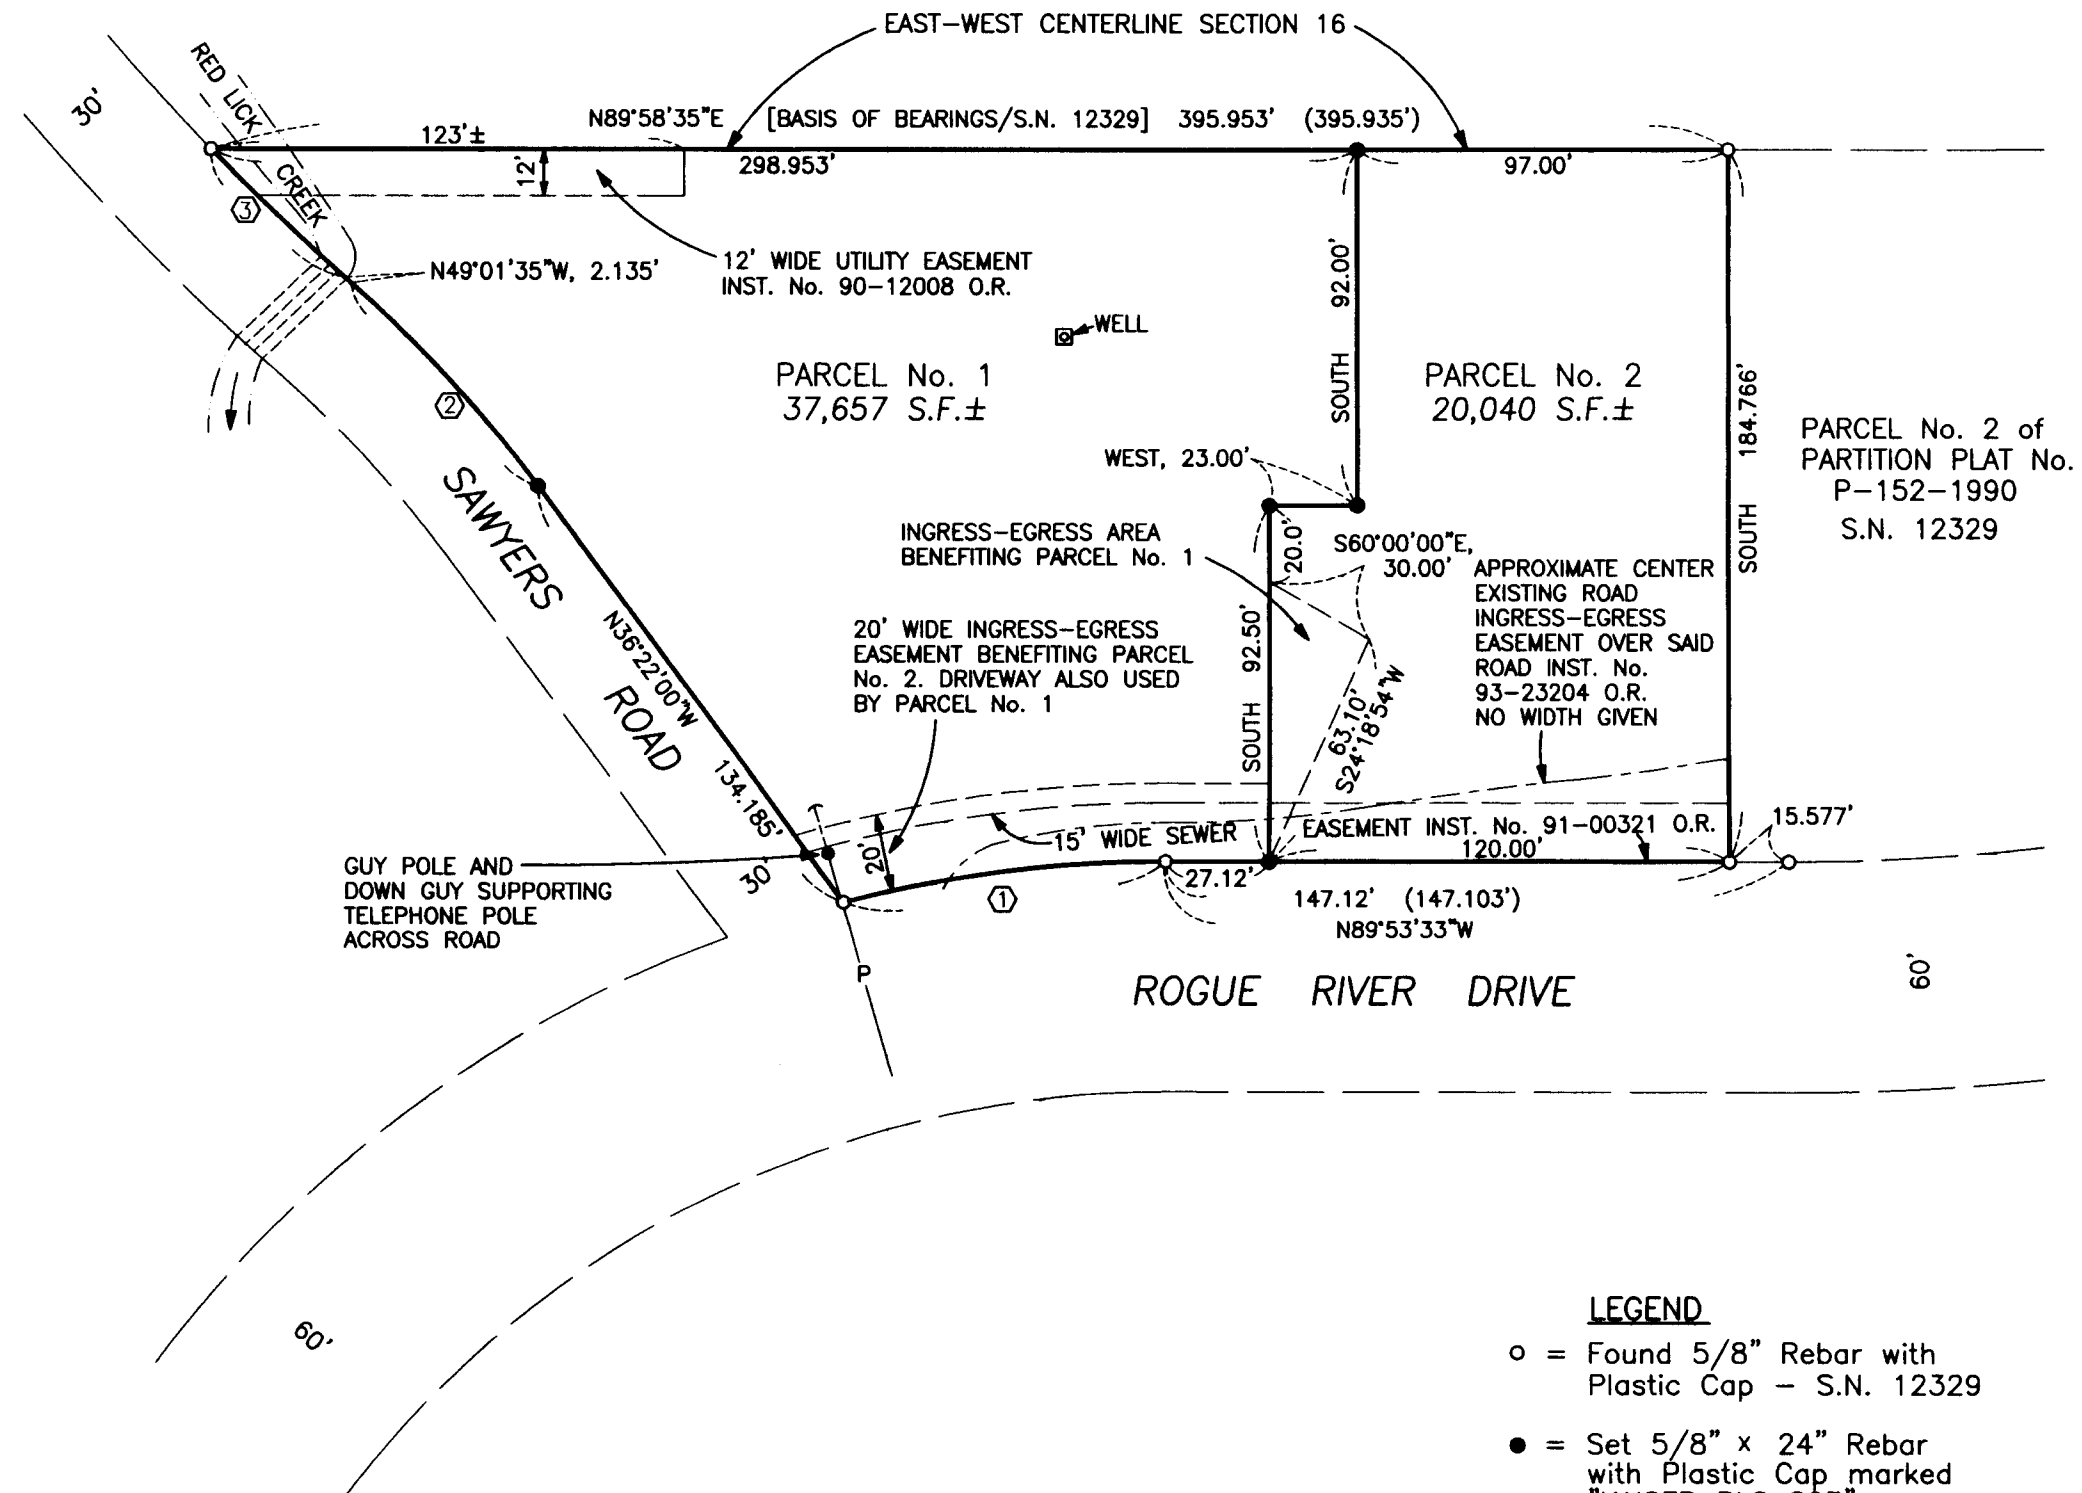 EAST-WEST CENTERLINE SECTION 16
30'
RED LICK
CREEK
N89°58'35"E [BASIS OF BEARINGS/S.N. 12329] 395.953' (395.935')
123'±
12'
298.953'
97.00'
3
N49°01'35"W, 2.135'
12' WIDE UTILITY EASEMENT
INST. No. 90-12008 O.R.
WELL
92.00'
SOUTH
PARCEL No. 1
37,657 S.F.±
PARCEL No. 2
20,040 S.F.±
184.766'
SOUTH
PARCEL No. 2 of
PARTITION PLAT No.
P-152-1990
S.N. 12329
2
WEST, 23.00'
SAWYERS
ROAD
INGRESS-EGRESS AREA
BENEFITING PARCEL No. 1
20.0'
S60°00'00"E,
30.00'
APPROXIMATE CENTER
EXISTING ROAD
INGRESS-EGRESS
EASEMENT OVER SAID
ROAD INST. No.
93-23204 O.R.
NO WIDTH GIVEN
20' WIDE INGRESS-EGRESS
EASEMENT BENEFITING PARCEL
No. 2. DRIVEWAY ALSO USED
BY PARCEL No. 1
92.50'
SOUTH
63.10'
S24°18'54"W
N36°22'00"W
134.185'
30'
20'
15' WIDE SEWER
EASEMENT INST. No. 91-00321 O.R.
15.577'
120.00'
27.12'
GUY POLE AND
DOWN GUY SUPPORTING
TELEPHONE POLE
ACROSS ROAD
1
147.12' (147.103')
N89°53'33"W
P
ROGUE RIVER DRIVE
60'
60'
LEGEND
= Found 5/8" Rebar with
Plastic Cap - S.N. 12329
= Set 5/8" x 24" Rebar
with Plastic Cap marked